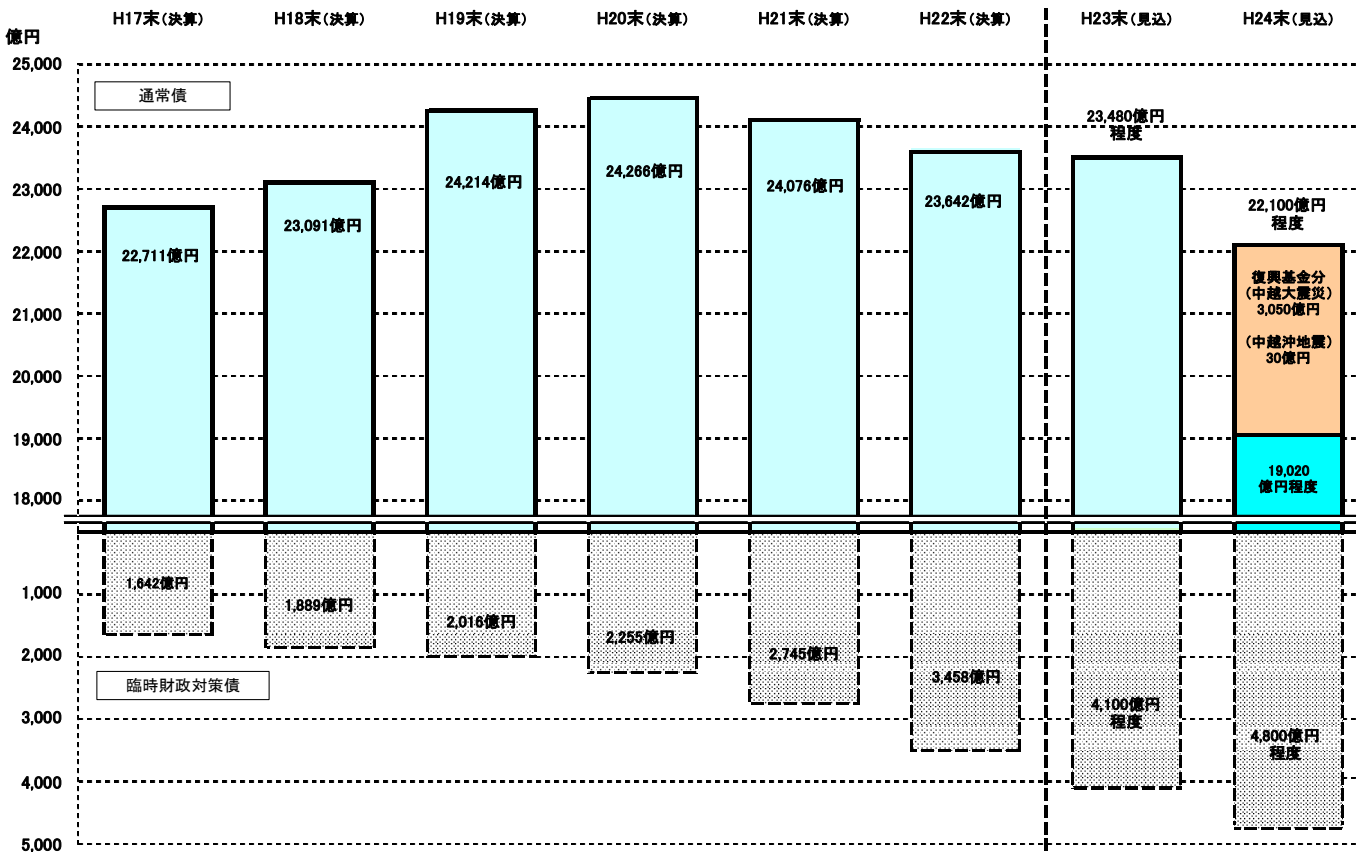 H17末(決算)
H18末(決算)
H19末(決算)
H20末(決算)
H21末(決算)
H22末(決算)
H23末(見込)
H24末(見込)
億円
25,000
24,000
23,000
22,000
21,000
20,000
19,000
18,000
1,000
2,000
3,000
4,000
5,000
通常債
22,711億円
23,091億円
24,214億円
24,266億円
24,076億円
23,642億円
23,480億円
程度
22,100億円
程度
復興基金分
(中越大震災)
3,050億円
(中越沖地震)
30億円
19,020
億円程度
臨時財政対策債
1,642億円
1,889億円
2,016億円
2,255億円
2,745億円
3,458億円
4,100億円
程度
4,800億円
程度